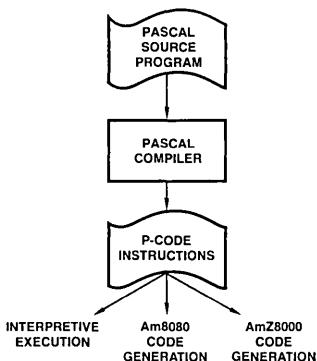 PASCAL
SOURCE
PROGRAM
PASCAL
COMPILER
P-CODE
INSTRUCTIONS
INTERPRETIVE
EXECUTION
Am8080
CODE
GENERATION
AmZ8000
CODE
GENERATION